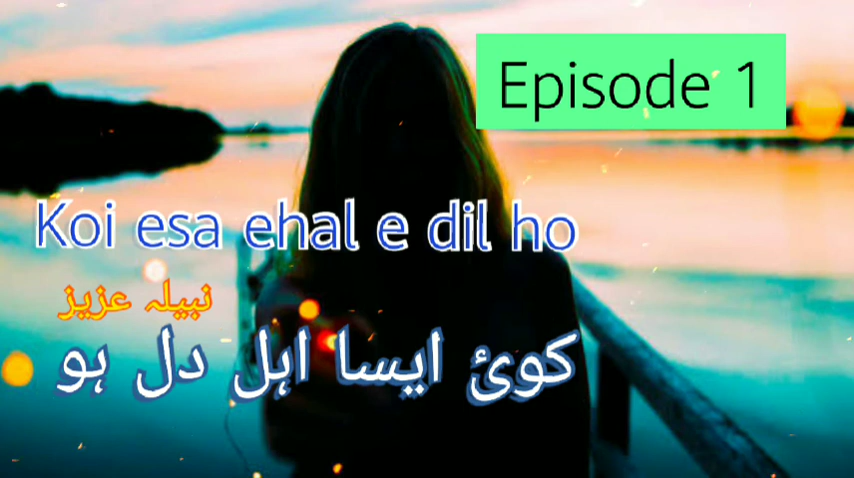 Episode 1
Koi esa ehal e dil ho
نبیلہ عزیز
کوئ ایسا اہل دل ہو